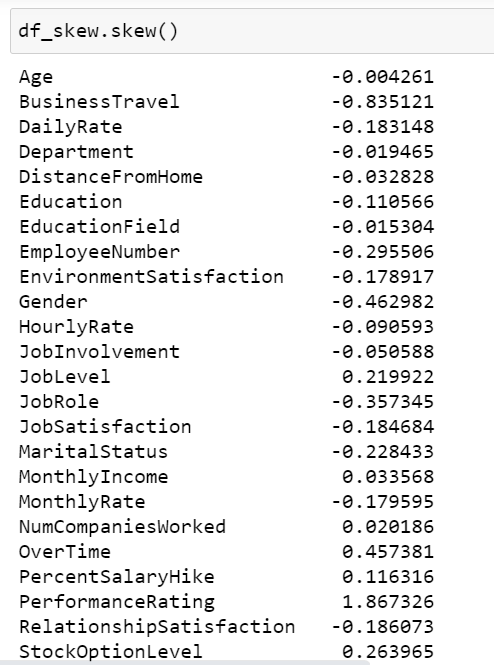 df_skew.skew()
Age -0.004261
BusinessTravel -0.835121
DailyRate -0.183148
Department -0.019465
DistanceFromHome -0.032828
Education -0.110566
EducationField -0.015304
EmployeeNumber -0.295506
EnvironmentSatisfaction -0.178917
Gender -0.462982
HourlyRate -0.090593
JobInvolvement -0.050588
JobLevel 0.219922
JobRole -0.357345
JobSatisfaction -0.184684
MaritalStatus -0.228433
MonthlyIncome 0.033568
MonthlyRate -0.179595
NumCompaniesWorked 0.020186
OverTime 0.457381
PercentSalaryHike 0.116316
PerformanceRating 1.867326
RelationshipSatisfaction -0.186073
StockOptionLevel 0.263965